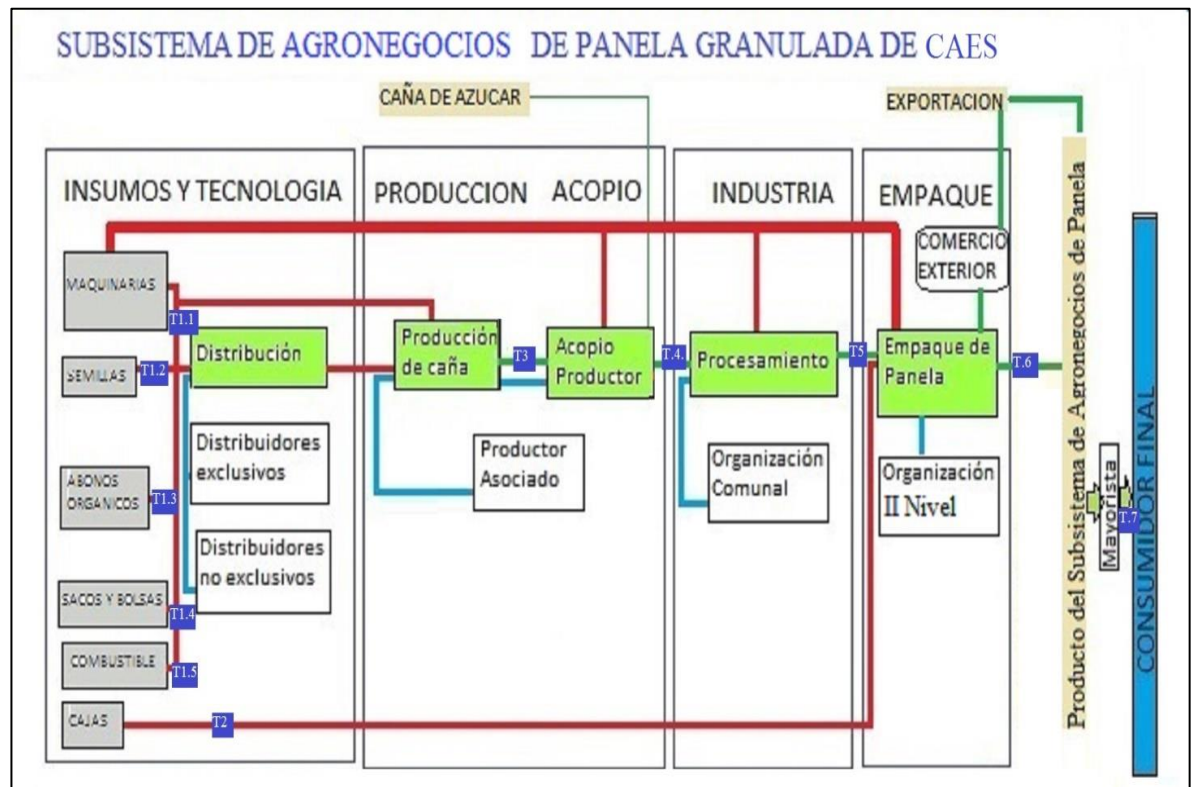 SUBSISTEMA DE AGRONEGOCIOS DE PANELA GRANULADA DE CAES
CAÑA DE AZUCAR
EXPORTACION
INSUMOS Y TECNOLOGIA
PRODUCCION
ACOPIO
INDUSTRIA
EMPAQUE
COMERCIO
EXTERIOR
MAQUINARIAS
T1.1
SEMILLAS
T1.2
Distribución
Producción
de caña
T3
Acopio
Productor
T.4.
Procesamiento
T5
Empaque de
Panela
T.6
Distribuidores
exclusivos
Productor
Asociado
Organización
Comunal
Organización
II Nivel
ABONOS
ORGANICOS
T1.3
Distribuidores
no exclusivos
SACOS Y BOLSAS
T1.4
COMBUSTIBLE
T1.5
CAJAS
T2
Producto del Subsistema de Agronegocios de Panela
Mayorista
T.7
CONSUMIDOR FINAL